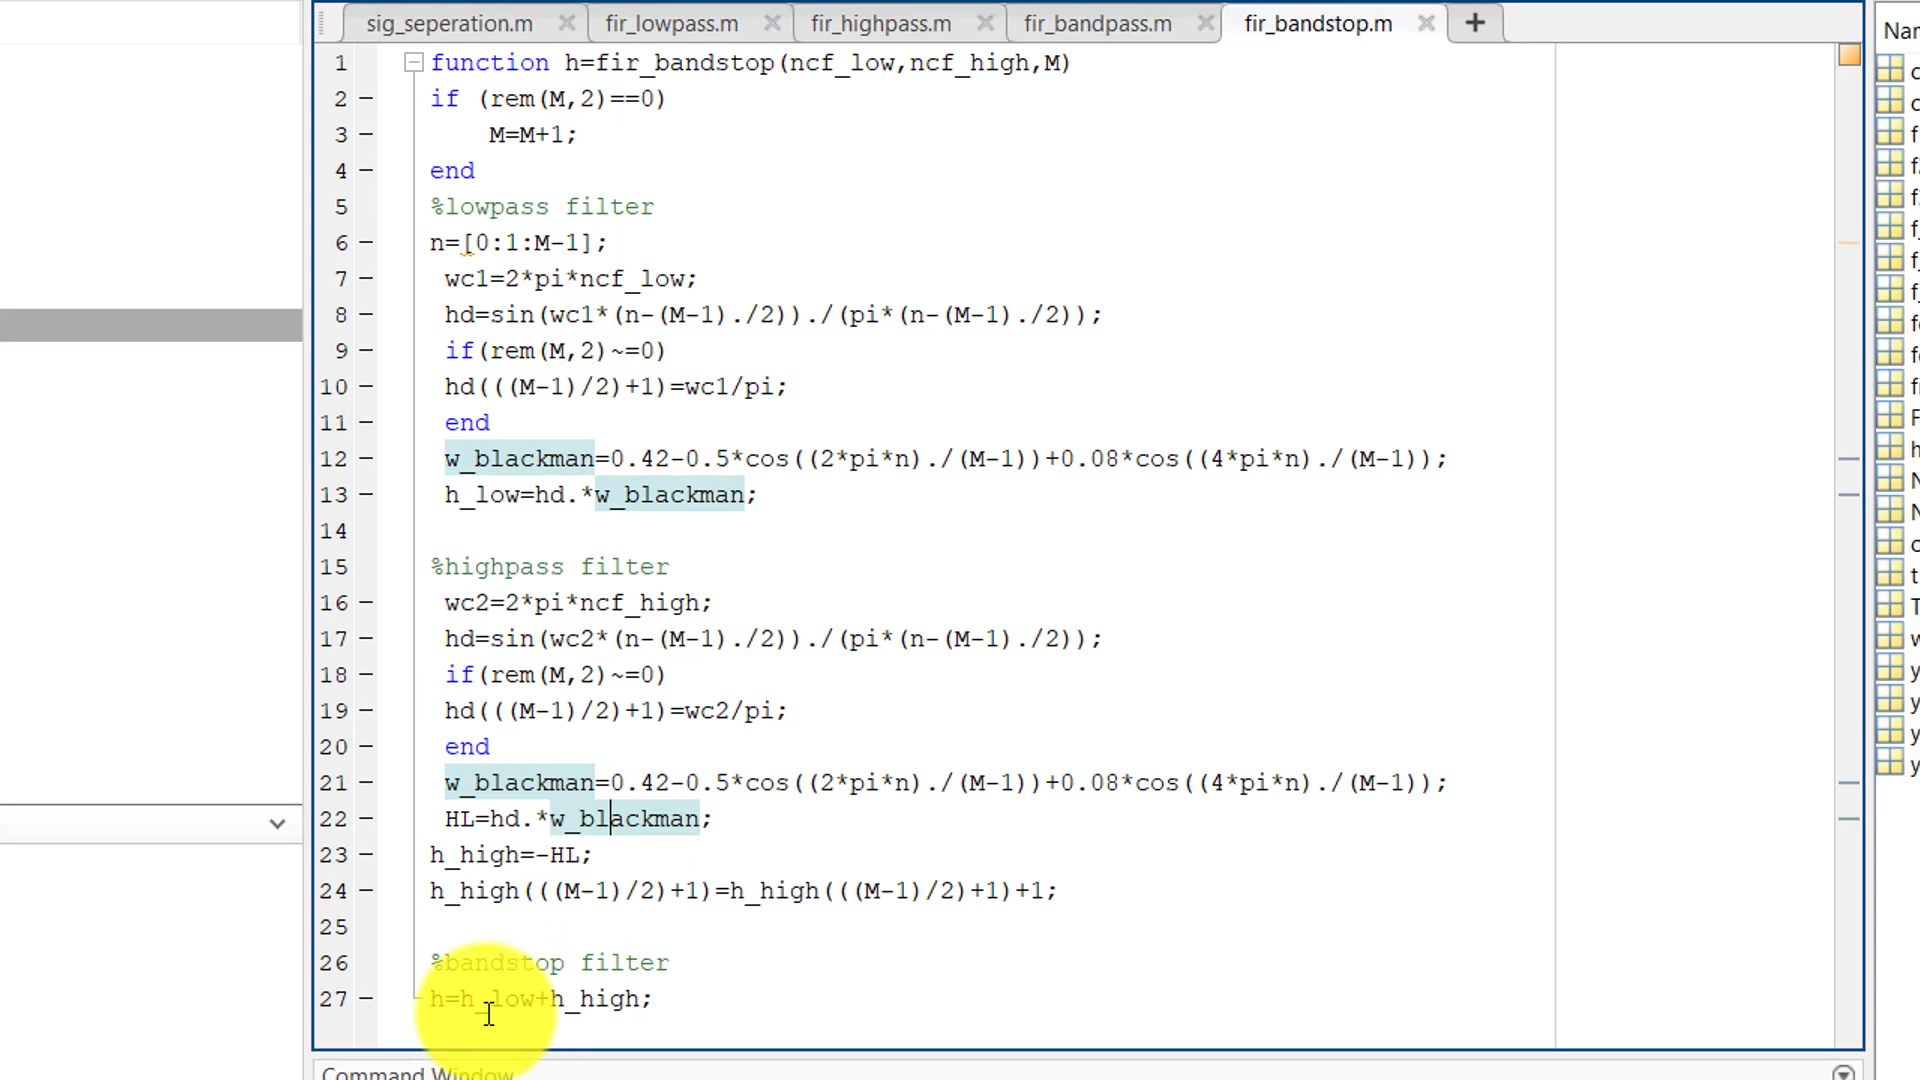 sig_seperation.m fir_lowpass.m fir_highpass.m fir_bandpass.m fir_bandstop.m +
1 function h=fir_bandstop(ncf_low,ncf_high,M)
2 – if (rem(M,2)==0)
3 – M=M+1;
4 – end
5 %lowpass filter
6 – n=[0:1:M-1];
7 – wc1=2*pi*ncf_low;
8 – hd=sin(wc1*(n-(M-1)./2))./(pi*(n-(M-1)./2));
9 – if(rem(M,2)~=0)
10 – hd(((M-1)/2)+1)=wc1/pi;
11 – end
12 – w_blackman=0.42-0.5*cos((2*pi*n)./(M-1))+0.08*cos((4*pi*n)./(M-1));
13 – h_low=hd.*w_blackman;
14
15 %highpass filter
16 – wc2=2*pi*ncf_high;
17 – hd=sin(wc2*(n-(M-1)./2))./(pi*(n-(M-1)./2));
18 – if(rem(M,2)~=0)
19 – hd(((M-1)/2)+1)=wc2/pi;
20 – end
21 – w_blackman=0.42-0.5*cos((2*pi*n)./(M-1))+0.08*cos((4*pi*n)./(M-1));
22 – HL=hd.*w_blackman;
23 – h_high=-HL;
24 – h_high(((M-1)/2)+1)=h_high(((M-1)/2)+1)+1;
25
26 %bandstop filter
27 – h=h_low+h_high;
Command Window